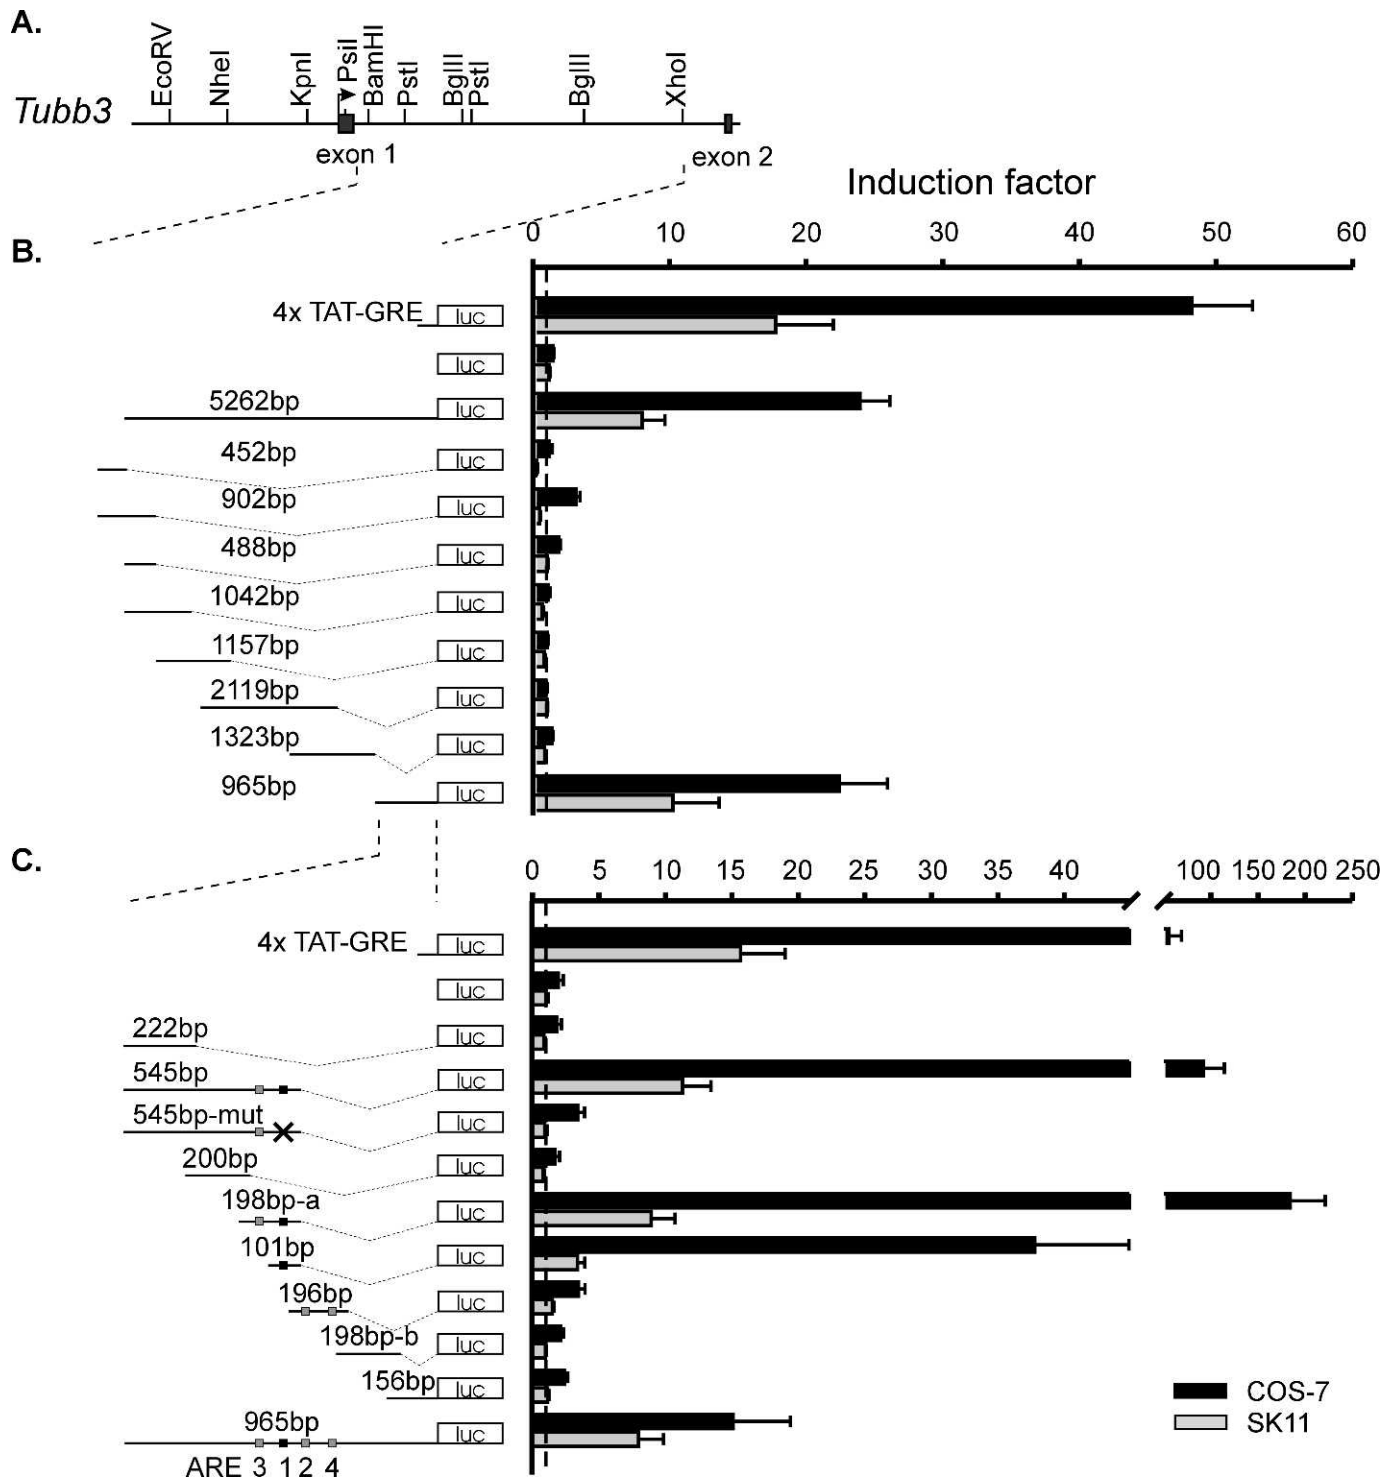 A.
EcoRV NheI KpnI PsiI BamHI PstI BglII PstI BglII XhoI
Tubb3
exon 1 exon 2
Induction factor
B.
0 10 20 30 40 50 60
4x TAT-GRE luc
luc
5262bp luc
452bp luc
902bp luc
488bp luc
1042bp luc
1157bp luc
2119bp luc
1323bp luc
965bp luc
C.
0 5 10 15 20 25 30 35 40 100 150 200 250
4x TAT-GRE luc
luc
222bp luc
545bp luc
545bp-mut luc
200bp luc
198bp-a luc
101bp luc
196bp luc
198bp-b luc
156bp luc
965bp luc
ARE 3 1 2 4
COS-7
SK11